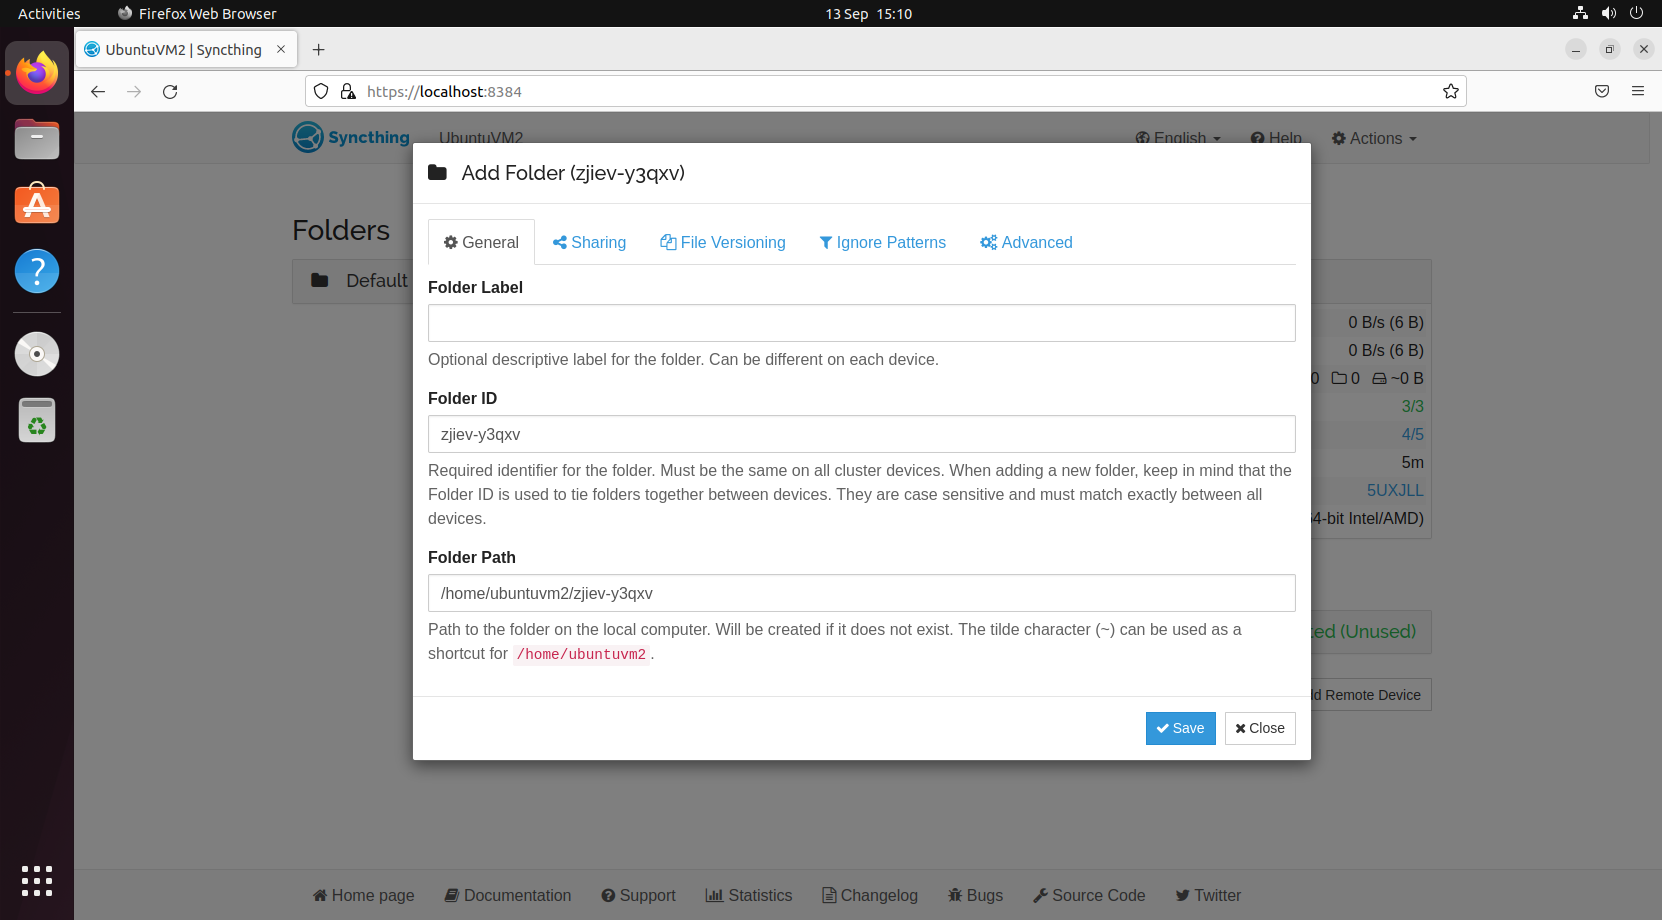 Activities
Firefox Web Browser
13 Sep 15:10
UbuntuVM2 | Syncthing
https://localhost:8384
Syncthing
UbuntuVM2
English
Help
Actions
Add Folder (zjiev-y3qxv)
General
Sharing
File Versioning
Ignore Patterns
Advanced
Folders
Default
Folder Label
Optional descriptive label for the folder. Can be different on each device.
Folder ID
zjiev-y3qxv
Required identifier for the folder. Must be the same on all cluster devices. When adding a new folder, keep in mind that the
Folder ID is used to tie folders together between devices. They are case sensitive and must match exactly between all
devices.
Folder Path
/home/ubuntuvm2/zjiev-y3qxv
Path to the folder on the local computer. Will be created if it does not exist. The tilde character (~) can be used as a
shortcut for /home/ubuntuvm2.
Save
Close
0 B/s (6 B)
0 B/s (6 B)
0 0 ~0 B
3/3
4/5
5m
5UXJLL
64-bit Intel/AMD)
ted (Unused)
ld Remote Device
Home page
Documentation
Support
Statistics
Changelog
Bugs
Source Code
Twitter